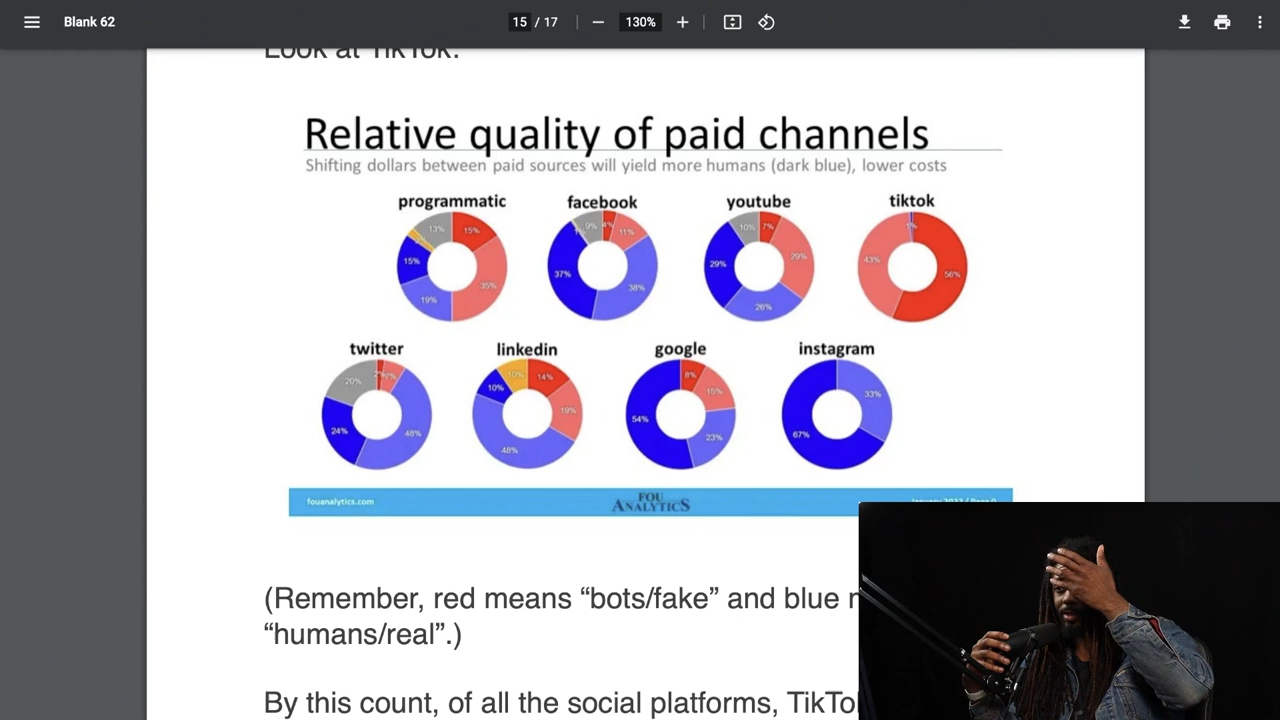 Blank 62
15 / 17
130%
Look at TikTok.
Relative quality of paid channels
Shifting dollars between paid sources will yield more humans (dark blue), lower costs
programmatic
facebook
youtube
tiktok
13%
15%
15%
19%
35%
9%
4%
11%
37%
38%
10%
7%
29%
29%
26%
1%
43%
56%
twitter
linkedin
google
instagram
20%
7%
24%
48%
10%
14%
10%
19%
48%
8%
15%
54%
23%
33%
67%
fouanalytics.com
FOU
ANALYTICS
(Remember, red means “bots/fake” and blue
“humans/real”.)
By this count, of all the social platforms,